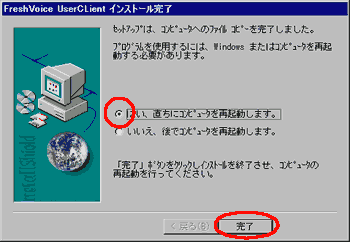 FreshVoice UserClient インストール完了
ｾｯﾄｱｯﾌﾟは、ｺﾝﾋﾟｭｰﾀへのﾌｧｲﾙ ｺﾋﾟｰを完了しました。
ﾌﾟﾛｸﾞﾗﾑを使用するには、Windows またはｺﾝﾋﾟｭｰﾀを再起
動する必要があります。
はい、直ちにｺﾝﾋﾟｭｰﾀを再起動します。
いいえ、後でｺﾝﾋﾟｭｰﾀを再起動します。
「完了」ﾎﾞﾀﾝをｸﾘｯｸしｲﾝｽﾄｰﾙを終了させ、ｺﾝﾋﾟｭｰﾀの
再起動を行ってください。
InstallShield
< 戻る(B)
完了